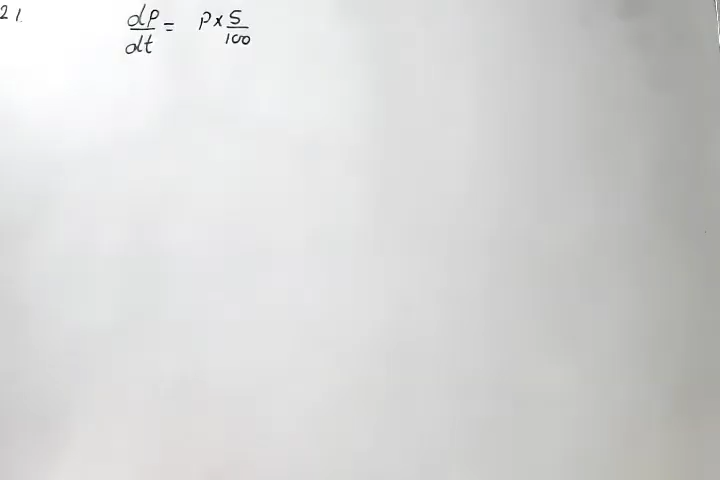 21. dp/dt = P × 5/100